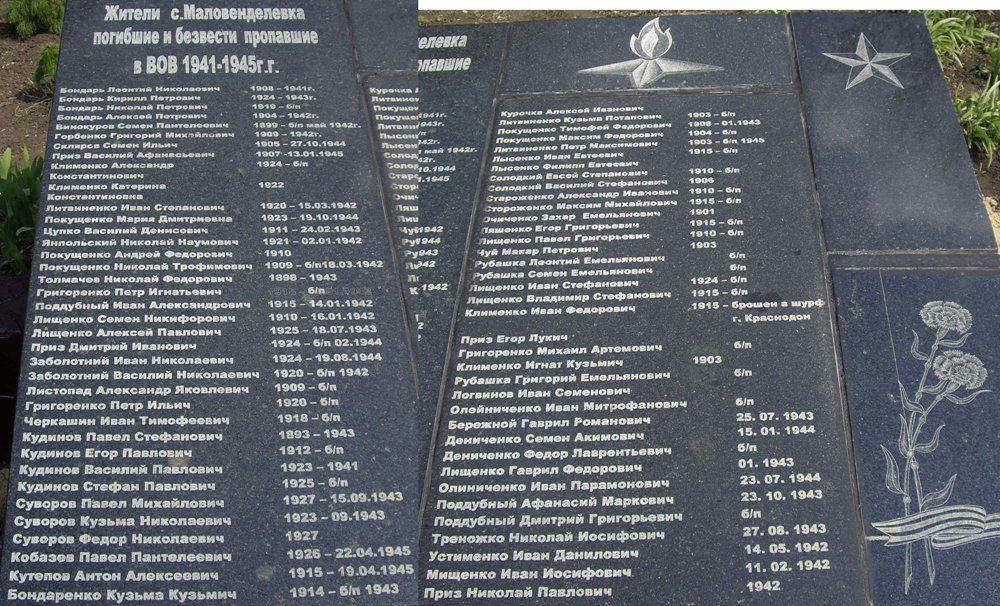 Жители с.Маловенделевка
погибшие и безвести пропавшие
в ВОВ 1941-1945г.г.
Бондарь Леонтий Николаевич 1908 – 1941г.
Бондарь Кирилл Петрович 1924 – 1943г.
Бондарь Николай Петрович 1919 – б/п
Бондарь Алексей Петрович 1904 – 1942г.
Винокуров Семен Пантелеевич 1899 – б/п май 1942г.
Горбенко Григорий Михайлович 1909 – 1942г.
Склярса Семен Ильич 1905 – 27.10.1944
Приз Василий Афанасьевич 1907 – 13.01.1945
Клименко Александр 1924 – б/п
Константинович
Клименко Катерина 1922
Константиновна
Литвиненко Иван Степанович 1920 – 15.03.1942
Покущенко Мария Дмитриевна 1923 – 19.10.1944
Цупко Василий Денисович 1911 – 24.02.1943
Янпольский Николай Наумович 1921 – 02.01.1942
Покущенко Андрей Федорович 1910
Покущенко Николай Трофимович 1909 – б/п18.03.1942
Толмачев Николай Федорович 1898 – 1943
Григоренко Петр Игнатьевич
Поддубный Иван Александрович 1915 – 14.01.1942
Лищенко Семен Никифорович 1910 – 16.01.1942
Лищенко Алексей Павлович 1925 – 18.07.1943
Приз Дмитрий Иванович 1924 – б/п 02.1944
Заболотний Иван Николаевич 1924 – 19.08.1944
Заболотний Василий Николаевич 1920 – б/п 1942
Листопад Александр Яковлевич 1909 – б/п
Григоренко Петр Ильич 1920 – б/п
Черкашин Иван Тимофеевич 1918 – б/п
Кудинов Павел Стефанович 1893 – 1943
Кудинов Егор Павлович 1912 – б/п
Кудинов Василий Павлович 1923 – 1941
Кудинов Стефан Павлович 1925 – б/п
Суворов Павел Михайлович 1927 – 15.09.1943
Суворов Кузьма Николаевич 1923 – 09.1943
Суворов Федор Николаевич 1927
Кобазев Павел Пантелеевич 1926 – 22.04.1945
Кутепов Антон Алексеевич 1915 – 19.04.1945
Бондаренко Кузьма Кузьмич 1914 – б/п 1943
Курочка Алексей Иванович 1903 – б/п
Литвиненко Кузьма Потапович 1908 – 01.1943
Покущенко Тимофей Федорович 1904 – б/п
Покущенко Максим Федорович 1903 – б/п 1945
Литвиненко Петр Максимович 1915 – б/п
Лысенко Иван Евтеевич
Лысенко Филипп Евтеевич
Солодкий Евсей Степанович 1910 – б/п
Солодкий Василий Стефанович 1906
Староженко Александр Иванович 1910 – б/п
Стороженко Максим Михайлович 1915 – б/п
Очиченко Захар Емельянович 1901
Ляшенко Егор Григорьевич 1915 – б/п
Лищенко Павел Григорьевич 1910 – б/п
Чуй Макар Петрович 1903
Рубашка Леонтий Емельянович б/п
Рубашка Семен Емельянович б/п
Лищенко Иван Стефанович 1924 – б/п
Лищенко Владимир Стефанович 1915 – б/п
Клименко Иван Федорович 1915 – брошен в шурф
г. Краснодон
Приз Егор Лукич
Григоренко Михаил Артемович б/п
Клименко Игнат Кузьмич 1903
Рубашка Григорий Емельянович б/п
Логвинов Иван Семенович
Олейниченко Иван Митрофанович б/п
Бережной Гаврил Романович 25. 07. 1943
Дениченко Семен Акимович 15. 01. 1944
Дениченко Федор Лаврентьевич б/п
Лищенко Гаврил Федорович 01. 1943
Олиниченко Иван Парамонович 23. 07. 1944
Поддубный Афанасий Маркович 23. 10. 1943
Поддубный Дмитрий Григорьевич б/п
Треножко Николай Иосифович 27. 08. 1943
Устименко Иван Данилович 14. 05. 1942
Мищенко Иван Иосифович 11. 02. 1942
Приз Николай Павлович 1942